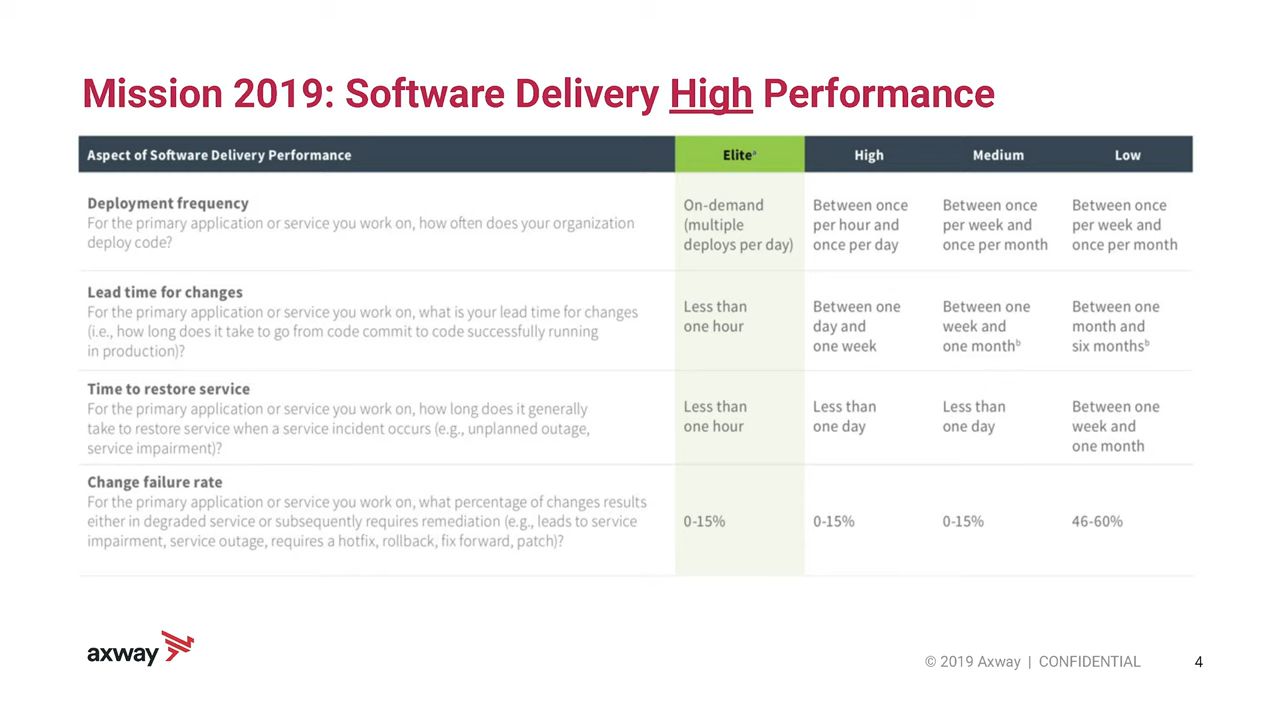 Mission 2019: Software Delivery High Performance
Aspect of Software Delivery Performance
Eliteᵃ
High
Medium
Low
Deployment frequency
For the primary application or service you work on, how often does your organization
deploy code?
On-demand
(multiple
deploys per day)
Between once
per hour and
once per day
Between once
per week and
once per month
Between once
per week and
once per month
Lead time for changes
For the primary application or service you work on, what is your lead time for changes
(i.e., how long does it take to go from code commit to code successfully running
in production)?
Less than
one hour
Between one
day and
one week
Between one
week and
one monthᵇ
Between one
month and
six monthsᵇ
Time to restore service
For the primary application or service you work on, how long does it generally
take to restore service when a service incident occurs (e.g., unplanned outage,
service impairment)?
Less than
one hour
Less than
one day
Less than
one day
Between one
week and
one month
Change failure rate
For the primary application or service you work on, what percentage of changes results
either in degraded service or subsequently requires remediation (e.g., leads to service
impairment, service outage, requires a hotfix, rollback, fix forward, patch)?
0-15%
0-15%
0-15%
46-60%
axway
© 2019 Axway | CONFIDENTIAL
4